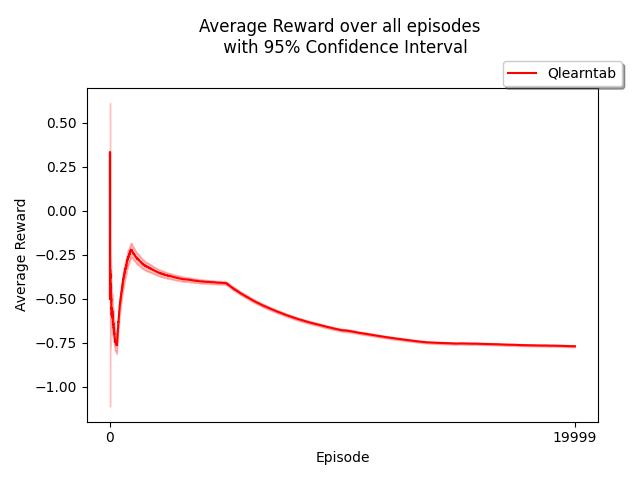 Average Reward over all episodes
with 95% Confidence Interval
Qlearntab
0.50
0.25
0.00
−0.25
−0.50
−0.75
−1.00
Average Reward
0
19999
Episode